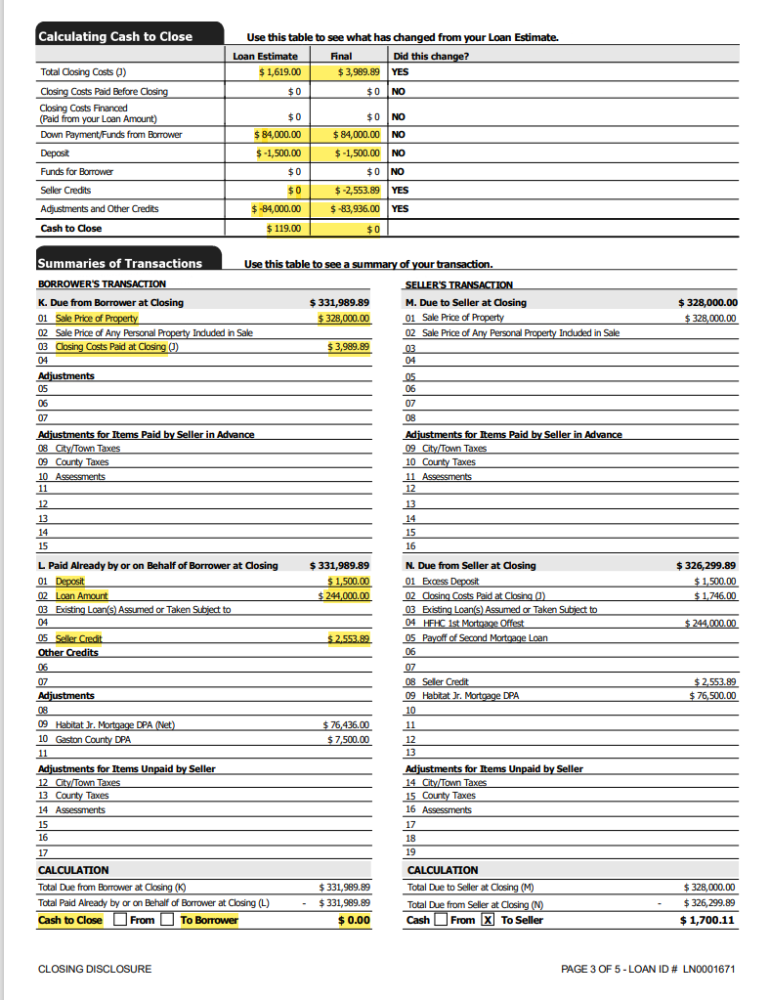 Calculating Cash to Close Use this table to see what has changed from your Loan Estimate.
Loan Estimate Final Did this change?
Total Closing Costs (J) $ 1,619.00 $ 3,989.89 YES
Closing Costs Paid Before Closing $ 0 $ 0 NO
Closing Costs Financed
(Paid from your Loan Amount) $ 0 $ 0 NO
Down Payment/Funds from Borrower $ 84,000.00 $ 84,000.00 NO
Deposit $ -1,500.00 $ -1,500.00 NO
Funds for Borrower $ 0 $ 0 NO
Seller Credits $ 0 $ -2,553.89 YES
Adjustments and Other Credits $ -84,000.00 $ -83,936.00 YES
Cash to Close $ 119.00 $ 0
Summaries of Transactions Use this table to see a summary of your transaction.
BORROWER'S TRANSACTION
K. Due from Borrower at Closing $ 331,989.89
01 Sale Price of Property $ 328,000.00
02 Sale Price of Any Personal Property Included in Sale
03 Closing Costs Paid at Closing (J) $ 3,989.89
04
Adjustments
05
06
07
Adjustments for Items Paid by Seller in Advance
08 City/Town Taxes
09 County Taxes
10 Assessments
11
12
13
14
15
L. Paid Already by or on Behalf of Borrower at Closing $ 331,989.89
01 Deposit $ 1,500.00
02 Loan Amount $ 244,000.00
03 Existing Loan(s) Assumed or Taken Subject to
04
05 Seller Credit $ 2,553.89
Other Credits
06
07
Adjustments
08
09 Habitat Jr. Mortgage DPA (Net) $ 76,436.00
10 Gaston County DPA $ 7,500.00
11
Adjustments for Items Unpaid by Seller
12 City/Town Taxes
13 County Taxes
14 Assessments
15
16
17
CALCULATION
Total Due from Borrower at Closing (K) $ 331,989.89
Total Paid Already by or on Behalf of Borrower at Closing (L) - $ 331,989.89
Cash to Close From To Borrower $ 0.00
SELLER'S TRANSACTION
M. Due to Seller at Closing $ 328,000.00
01 Sale Price of Property $ 328,000.00
02 Sale Price of Any Personal Property Included in Sale
03
04
05
06
07
08
Adjustments for Items Paid by Seller in Advance
09 City/Town Taxes
10 County Taxes
11 Assessments
12
13
14
15
16
N. Due from Seller at Closing $ 326,299.89
01 Excess Deposit $ 1,500.00
02 Closing Costs Paid at Closing (J) $ 1,746.00
03 Existing Loan(s) Assumed or Taken Subject to
04 HFHC 1st Mortgage Offest $ 244,000.00
05 Payoff of Second Mortgage Loan
06
07
08 Seller Credit $ 2,553.89
09 Habitat Jr. Mortgage DPA $ 76,500.00
10
11
12
13
Adjustments for Items Unpaid by Seller
14 City/Town Taxes
15 County Taxes
16 Assessments
17
18
19
CALCULATION
Total Due to Seller at Closing (M) $ 328,000.00
Total Due from Seller at Closing (N) - $ 326,299.89
Cash From X To Seller $ 1,700.11
CLOSING DISCLOSURE PAGE 3 OF 5 - LOAN ID # LN0001671